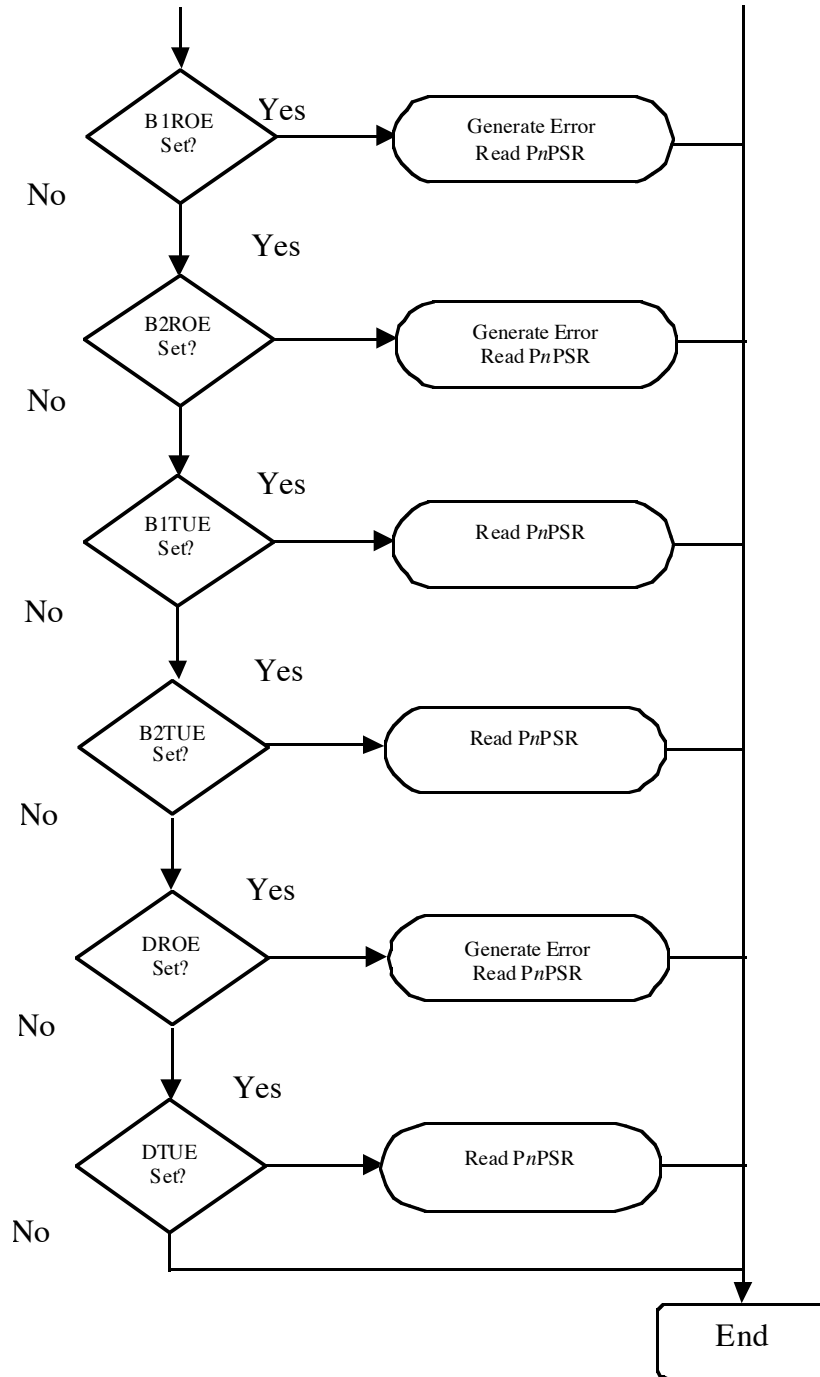 B1ROE
Set?
Yes
Generate Error
Read PnPSR
No
Yes
B2ROE
Set?
Generate Error
Read PnPSR
No
Yes
B1TUE
Set?
Read PnPSR
No
Yes
B2TUE
Set?
Read PnPSR
No
Yes
DROE
Set?
Generate Error
Read PnPSR
No
Yes
DTUE
Set?
Read PnPSR
No
End